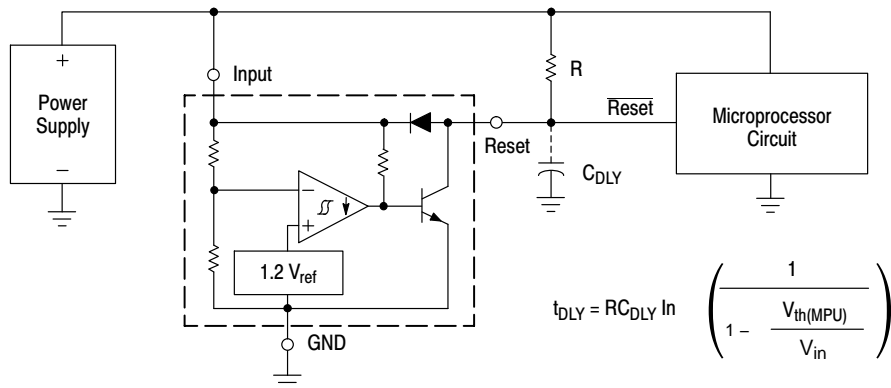 +
Power
Supply
−
Input
R
Reset
Reset
Microprocessor
Circuit
C_DLY
−
+
1.2 V_ref
GND
t_DLY = RC_DLY In ( 1 / ( 1 − V_th(MPU) / V_in ) )